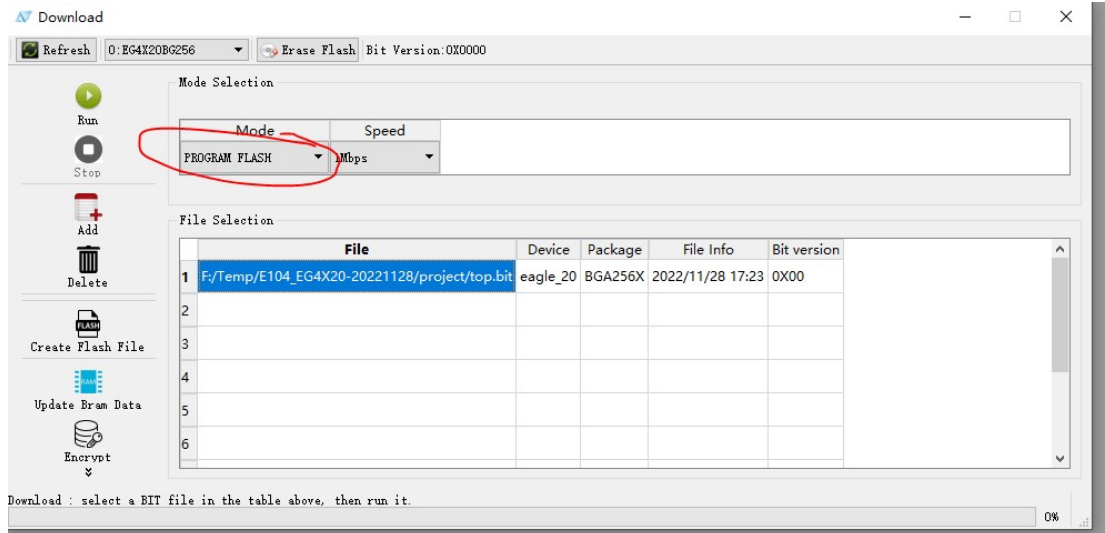 Download
Refresh 0:EG4X20BG256 Erase Flash Bit Version:0X0000
Run
Stop
Add
Delete
FLASH
Create Flash File
RAM
Update Bram Data
Encrypt
Mode Selection
Mode Speed
PROGRAM FLASH 1Mbps
File Selection
File Device Package File Info Bit version
1 F:/Temp/E104_EG4X20-20221128/project/top.bit eagle_20 BGA256X 2022/11/28 17:23 0X00
2
3
4
5
6
Download : select a BIT file in the table above, then run it.
0%